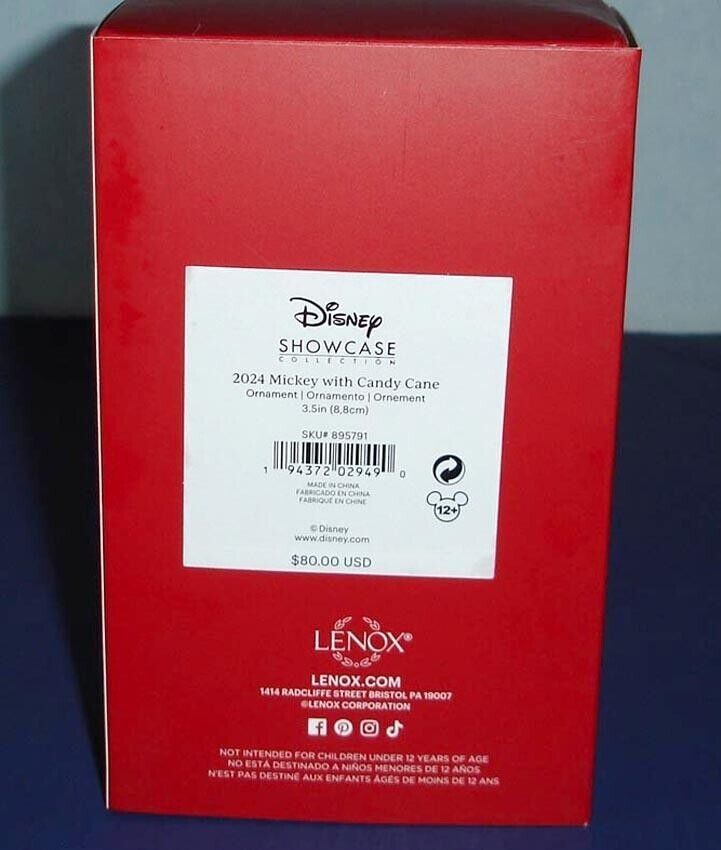 Disney
SHOWCASE
COLLECTION
2024 Mickey with Candy Cane
Ornament | Ornamento | Ornement
3.5in (8,8cm)
SKU# 895791
1 94372 02949 0
MADE IN CHINA
FABRICADO EN CHINA
FABRIQUÉ EN CHINE
12+
© Disney
www.disney.com
$80.00 USD
LENOX®
LENOX.COM
1414 RADCLIFFE STREET BRISTOL PA 19007
©LENOX CORPORATION
NOT INTENDED FOR CHILDREN UNDER 12 YEARS OF AGE
NO ESTÁ DESTINADO A NIÑOS MENORES DE 12 AÑOS
N'EST PAS DESTINÉ AUX ENFANTS ÂGÉS DE MOINS DE 12 ANS